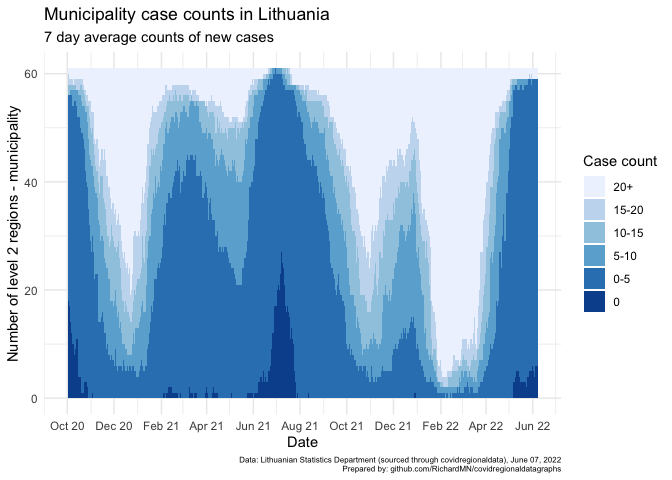 Municipality case counts in Lithuania
7 day average counts of new cases
Number of level 2 regions - municipality
60
40
20
0
Oct 20 Dec 20 Feb 21 Apr 21 Jun 21 Aug 21 Oct 21 Dec 21 Feb 22 Apr 22 Jun 22
Date
Case count
20+
15-20
10-15
5-10
0-5
0
Data: Lithuanian Statistics Department (sourced through covidregionaldata), June 07, 2022
Prepared by: github.com/RichardMN/covidregionaldatagraphs